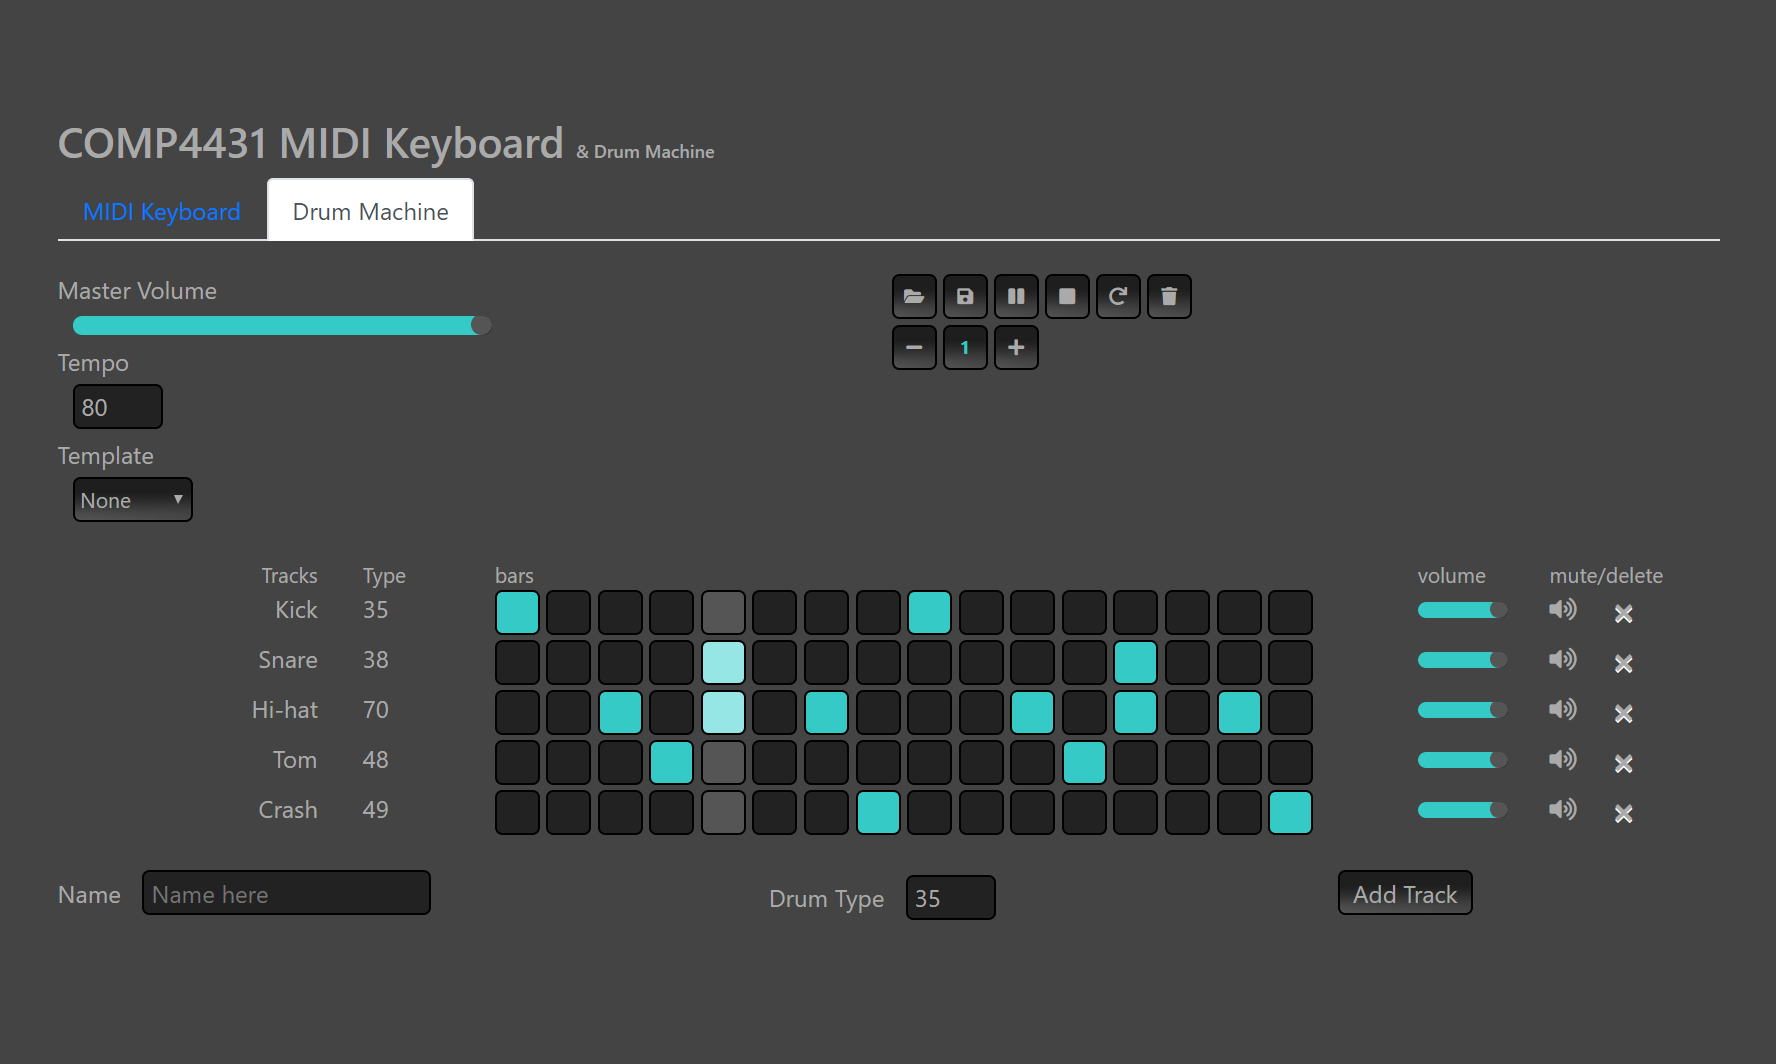 COMP4431 MIDI Keyboard & Drum Machine
MIDI Keyboard Drum Machine
Master Volume
1
Tempo
80
Template
None
Tracks Type bars volume mute/delete
Kick 35
Snare 38
Hi-hat 70
Tom 48
Crash 49
Name Name here Drum Type 35 Add Track